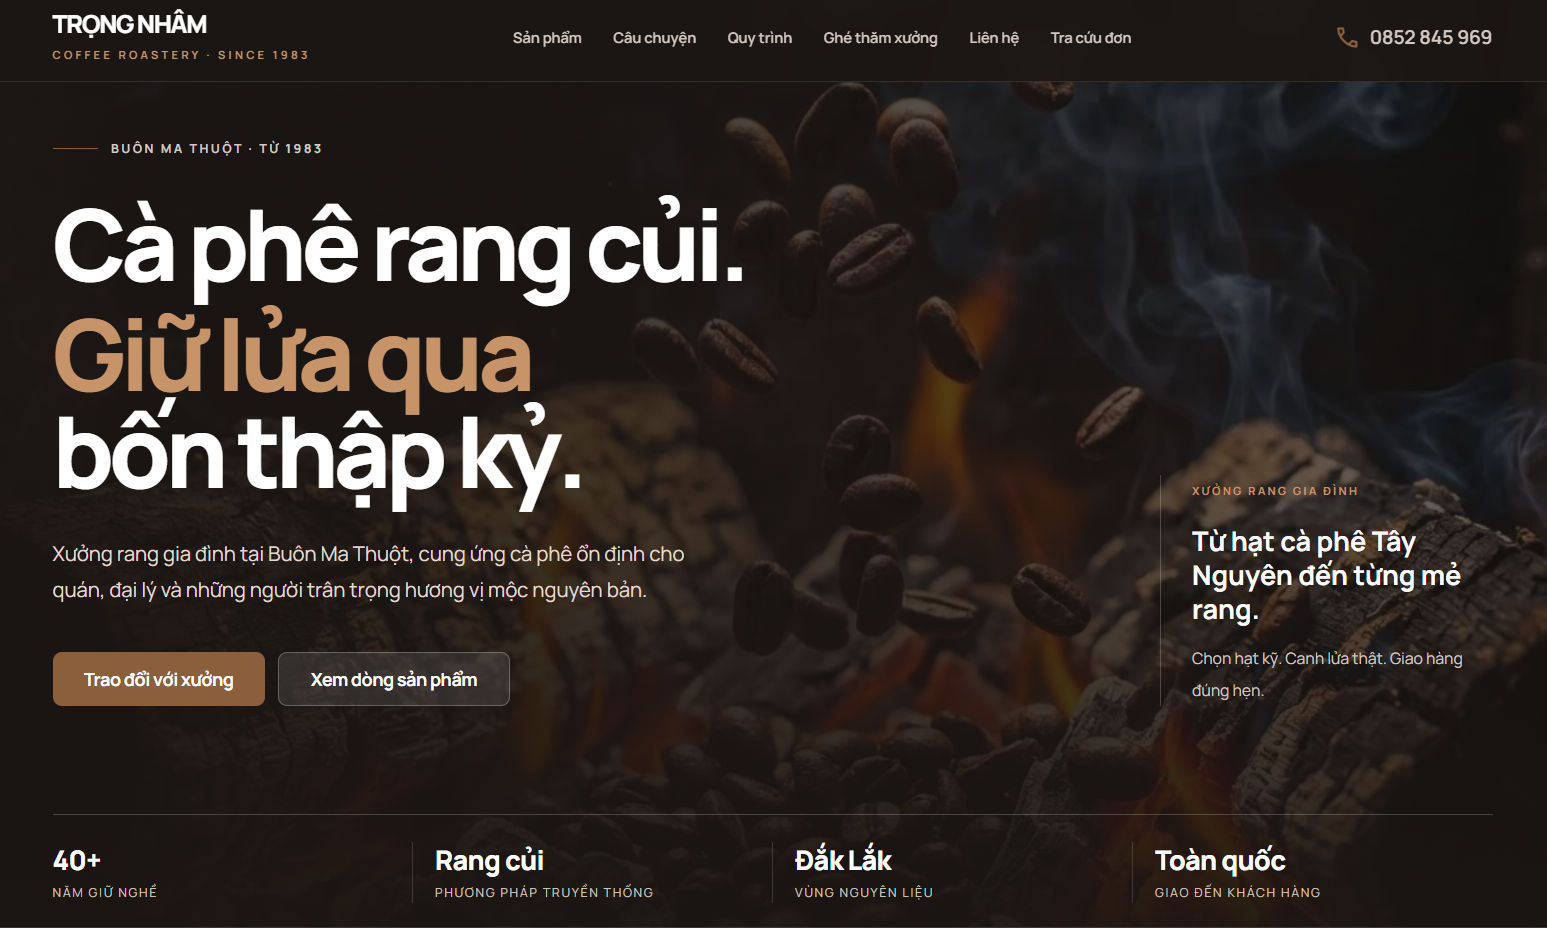 TRỌNG NHÂM
COFFEE ROASTERY · SINCE 1983
Sản phẩm
Câu chuyện
Quy trình
Ghé thăm xưởng
Liên hệ
Tra cứu đơn
0852 845 969
BUÔN MA THUỘT · TỪ 1983
Cà phê rang củi.
Giữ lửa qua
bốn thập kỷ.
Xưởng rang gia đình tại Buôn Ma Thuột, cung ứng cà phê ổn định cho
quán, đại lý và những người trân trọng hương vị mộc nguyên bản.
Trao đổi với xưởng
Xem dòng sản phẩm
XƯỞNG RANG GIA ĐÌNH
Từ hạt cà phê Tây
Nguyên đến từng mẻ
rang.
Chọn hạt kỹ. Canh lửa thật. Giao hàng
đúng hẹn.
40+
NĂM GIỮ NGHỀ
Rang củi
PHƯƠNG PHÁP TRUYỀN THỐNG
Đắk Lắk
VÙNG NGUYÊN LIỆU
Toàn quốc
GIAO ĐẾN KHÁCH HÀNG